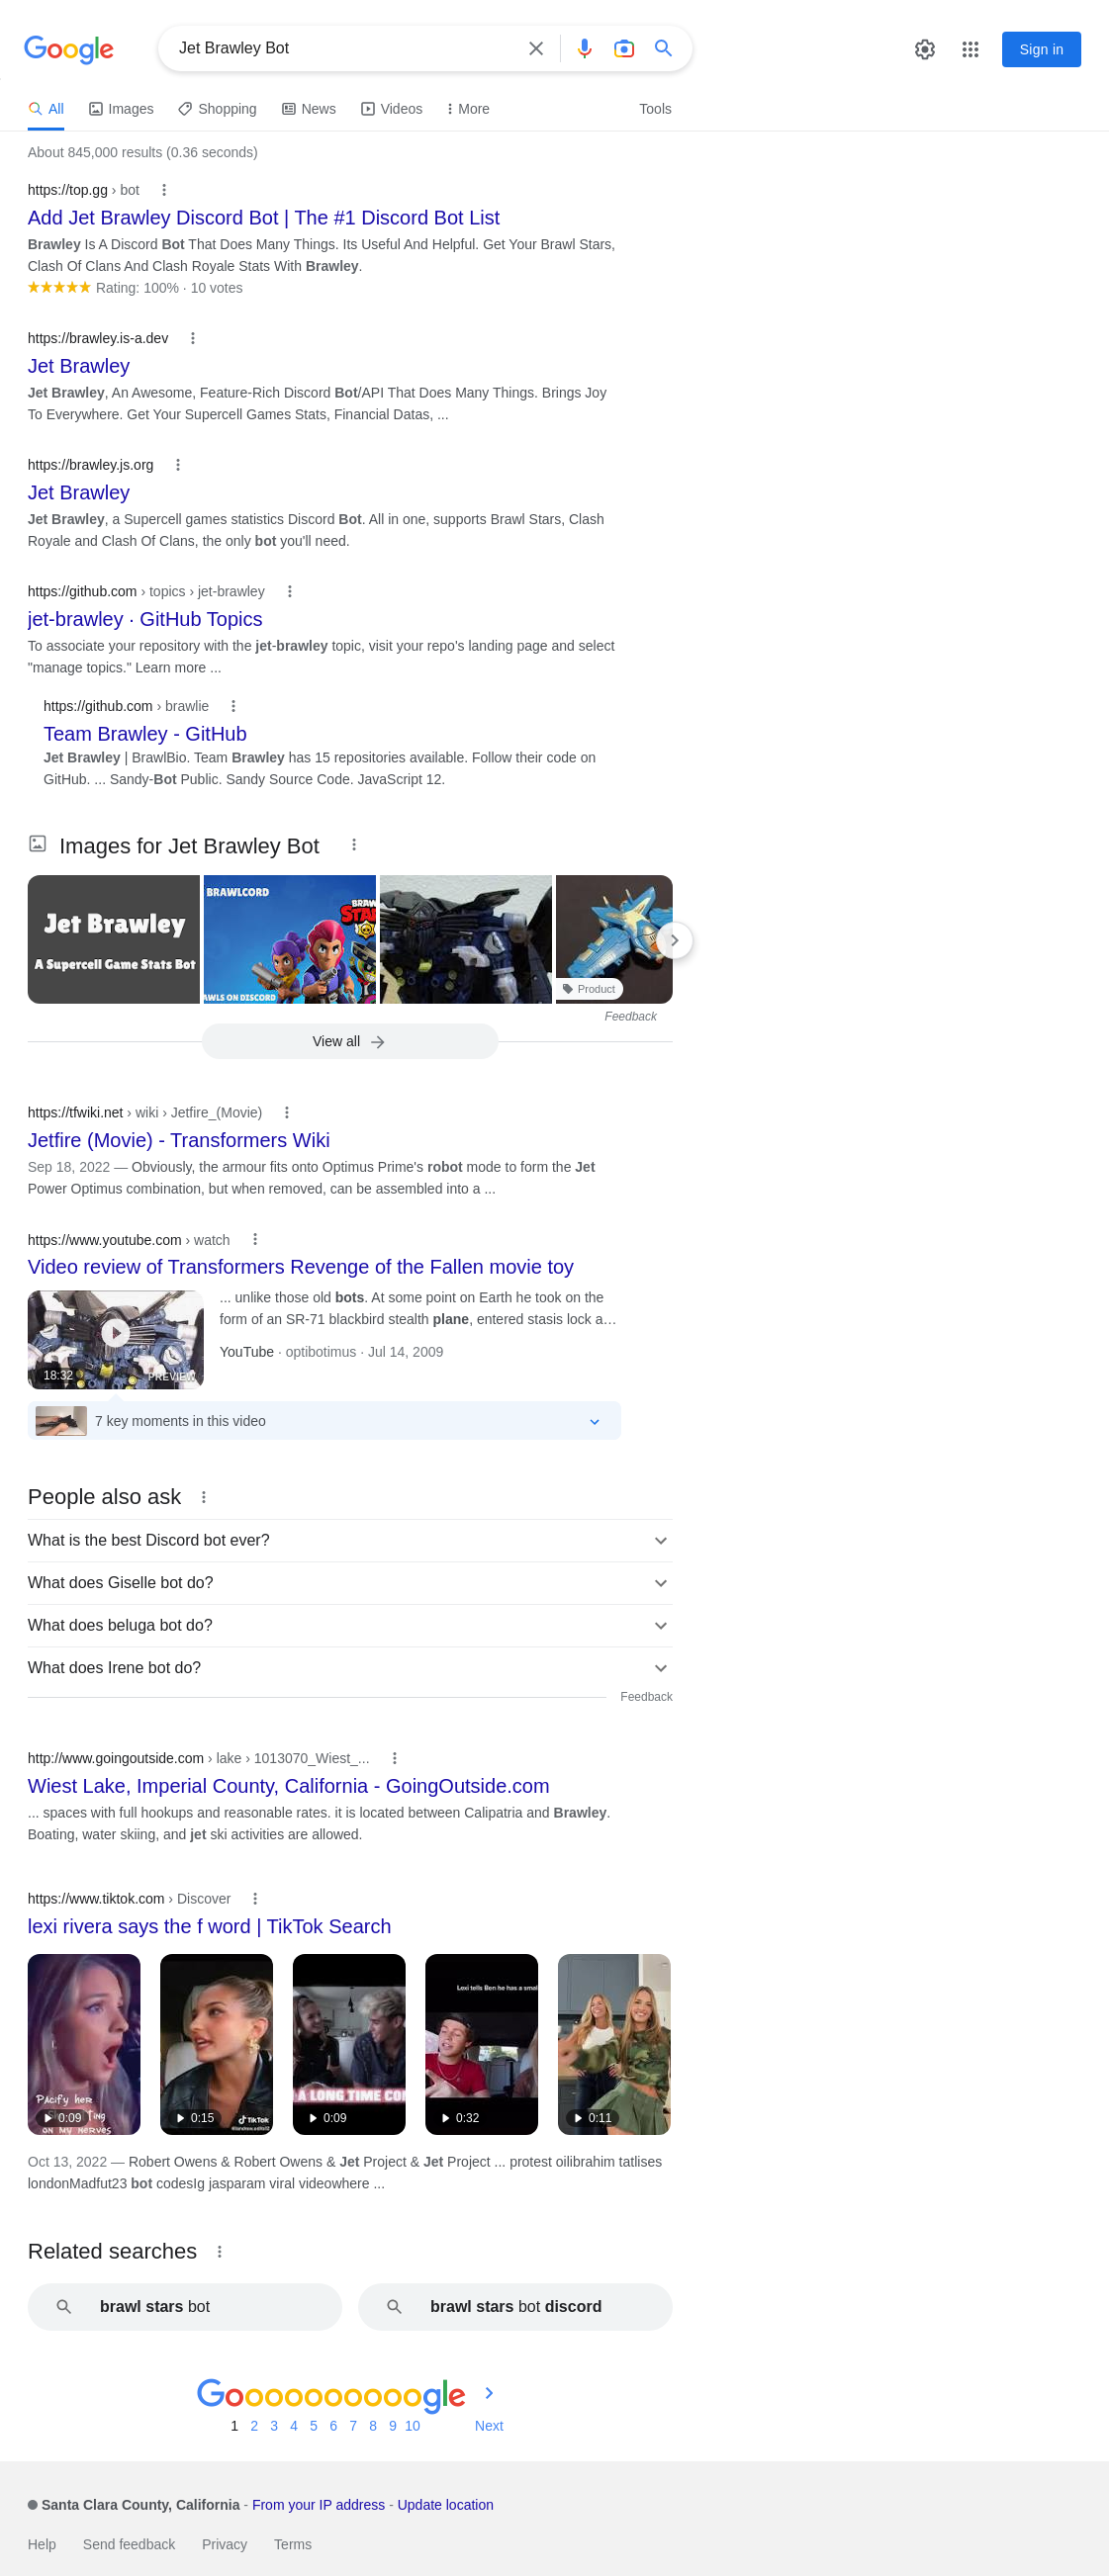 Google
Jet Brawley Bot
Sign in
All
Images
Shopping
News
Videos
More
Tools
About 845,000 results (0.36 seconds)
https://top.gg › bot
Add Jet Brawley Discord Bot | The #1 Discord Bot List
Brawley Is A Discord Bot That Does Many Things. Its Useful And Helpful. Get Your Brawl Stars,
Clash Of Clans And Clash Royale Stats With Brawley.
Rating: 100% · 10 votes
https://brawley.is-a.dev
Jet Brawley
Jet Brawley, An Awesome, Feature-Rich Discord Bot/API That Does Many Things. Brings Joy
To Everywhere. Get Your Supercell Games Stats, Financial Datas, ...
https://brawley.js.org
Jet Brawley
Jet Brawley, a Supercell games statistics Discord Bot. All in one, supports Brawl Stars, Clash
Royale and Clash Of Clans, the only bot you'll need.
https://github.com › topics › jet-brawley
jet-brawley · GitHub Topics
To associate your repository with the jet-brawley topic, visit your repo's landing page and select
"manage topics." Learn more ...
https://github.com › brawlie
Team Brawley - GitHub
Jet Brawley | BrawlBio. Team Brawley has 15 repositories available. Follow their code on
GitHub. ... Sandy-Bot Public. Sandy Source Code. JavaScript 12.
Images for Jet Brawley Bot
Jet Brawley
A Supercell Game Stats Bot
BRAWLCORD
BRAW
STA
AWLS ON DISCORD
Product
Feedback
View all
https://tfwiki.net › wiki › Jetfire_(Movie)
Jetfire (Movie) - Transformers Wiki
Sep 18, 2022 — Obviously, the armour fits onto Optimus Prime's robot mode to form the Jet
Power Optimus combination, but when removed, can be assembled into a ...
https://www.youtube.com › watch
Video review of Transformers Revenge of the Fallen movie toy
18:32
PREVIEW
... unlike those old bots. At some point on Earth he took on the
form of an SR-71 blackbird stealth plane, entered stasis lock a…
YouTube · optibotimus · Jul 14, 2009
7 key moments in this video
People also ask
What is the best Discord bot ever?
What does Giselle bot do?
What does beluga bot do?
What does Irene bot do?
Feedback
http://www.goingoutside.com › lake › 1013070_Wiest_...
Wiest Lake, Imperial County, California - GoingOutside.com
... spaces with full hookups and reasonable rates. it is located between Calipatria and Brawley.
Boating, water skiing, and jet ski activities are allowed.
https://www.tiktok.com › Discover
lexi rivera says the f word | TikTok Search
Pacify her
on my nerves
0:09
0:15
TikTok
A LONG TIME COM
0:09
Lexi tells Ben he has a smal
0:32
0:11
Oct 13, 2022 — Robert Owens & Robert Owens & Jet Project & Jet Project ... protest oilibrahim tatlises
londonMadfut23 bot codesIg jasparam viral videowhere ...
Related searches
brawl stars bot
brawl stars bot discord
Goooooooooogle
1 2 3 4 5 6 7 8 9 10 Next
Santa Clara County, California - From your IP address - Update location
Help Send feedback Privacy Terms